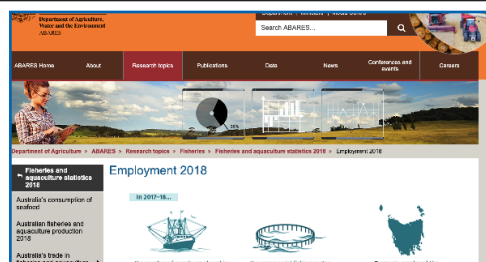 Department of Agriculture,
Water and the Environment
ABARES
Search ABARES...
ABARES Home
About
Research topics
Publications
Data
News
Conferences and
events
Careers
Department of Agriculture » ABARES » Research topics » Fisheries » Fisheries and aquaculture statistics 2018 » Employment 2018
Fisheries and
aquaculture statistics
2018
Australia's consumption of
seafood
Australian fisheries and
aquaculture production
2018
Australia's trade in
Employment 2018
In 2017–18...